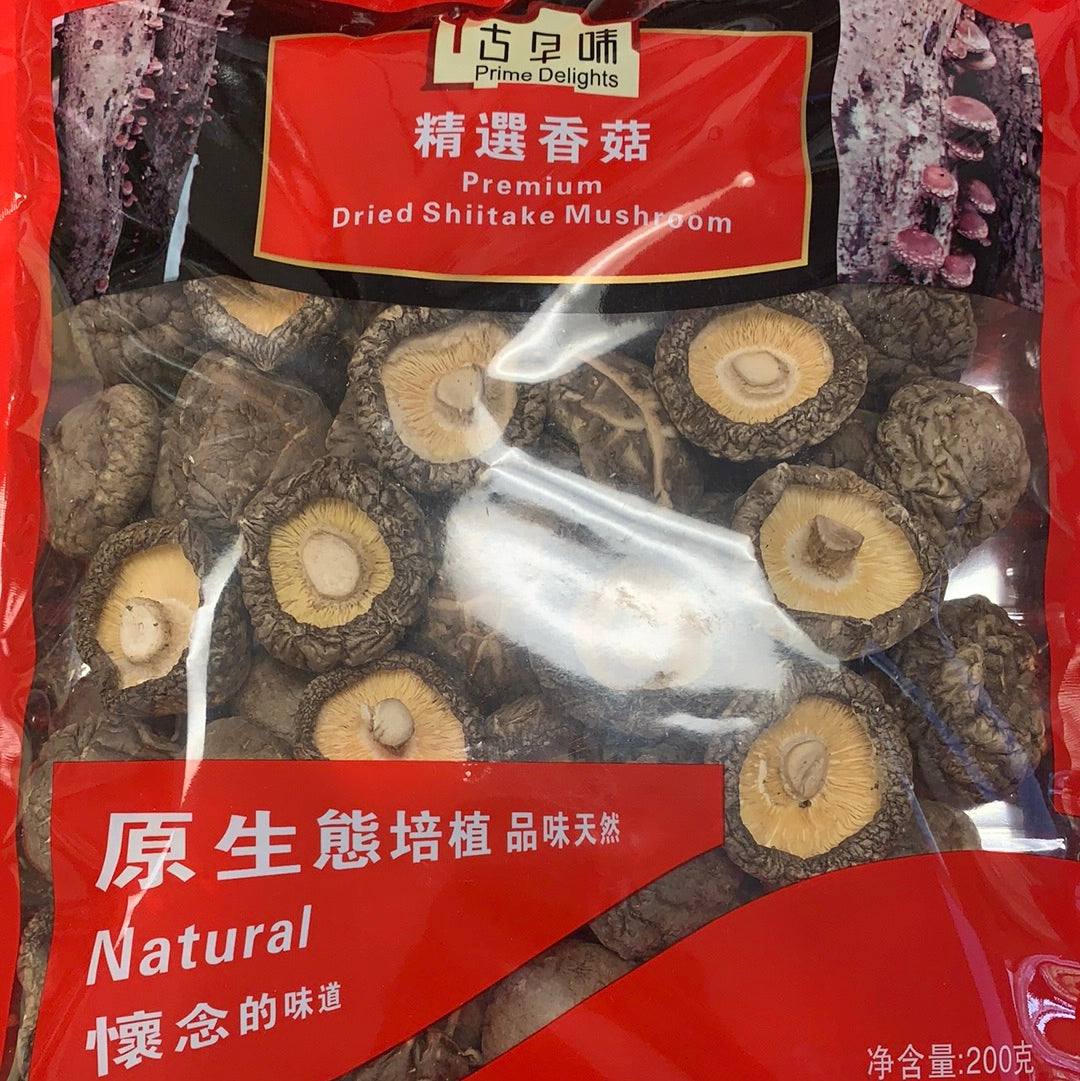 古早味
Prime Delights
精選香菇
Premium
Dried Shiitake Mushroom
原生態培植 品味天然
Natural
懷念的味道
净含量:200克